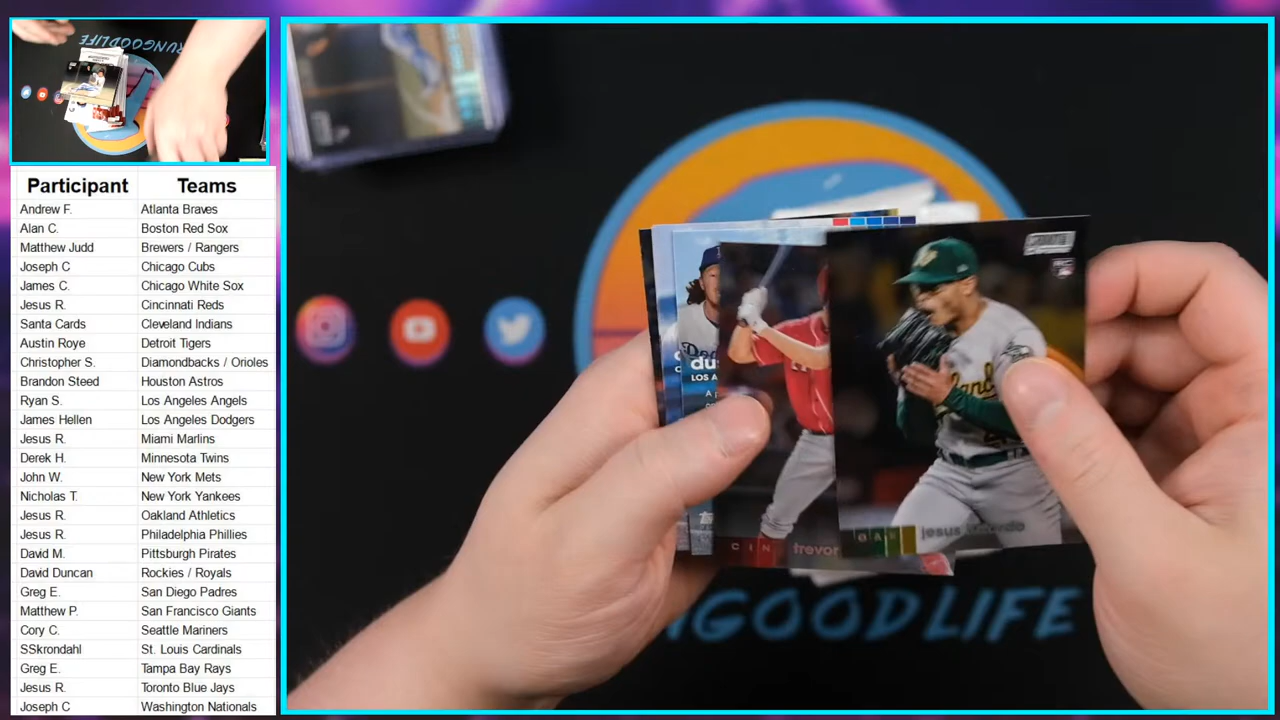 RUNGOODLIFE
Participant Teams
Andrew F. Atlanta Braves
Alan C. Boston Red Sox
Matthew Judd Brewers / Rangers
Joseph C Chicago Cubs
James C. Chicago White Sox
Jesus R. Cincinnati Reds
Santa Cards Cleveland Indians
Austin Roye Detroit Tigers
Christopher S. Diamondbacks / Orioles
Brandon Steed Houston Astros
Ryan S. Los Angeles Angels
James Hellen Los Angeles Dodgers
Jesus R. Miami Marlins
Derek H. Minnesota Twins
John W. New York Mets
Nicholas T. New York Yankees
Jesus R. Oakland Athletics
Jesus R. Philadelphia Phillies
David M. Pittsburgh Pirates
David Duncan Rockies / Royals
Greg E. San Diego Padres
Matthew P. San Francisco Giants
Cory C. Seattle Mariners
SSkrondahl St. Louis Cardinals
Greg E. Tampa Bay Rays
Jesus R. Toronto Blue Jays
Joseph C Washington Nationals
RC
Dodgers
du
LOS A
A
CIN trevor
OAK jesus
NGOODLIFE